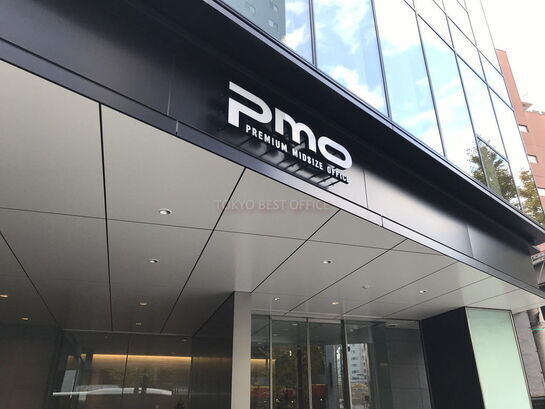 PMO
PREMIUM MIDSIZE OFFICE
TOKYO BEST OFFICE